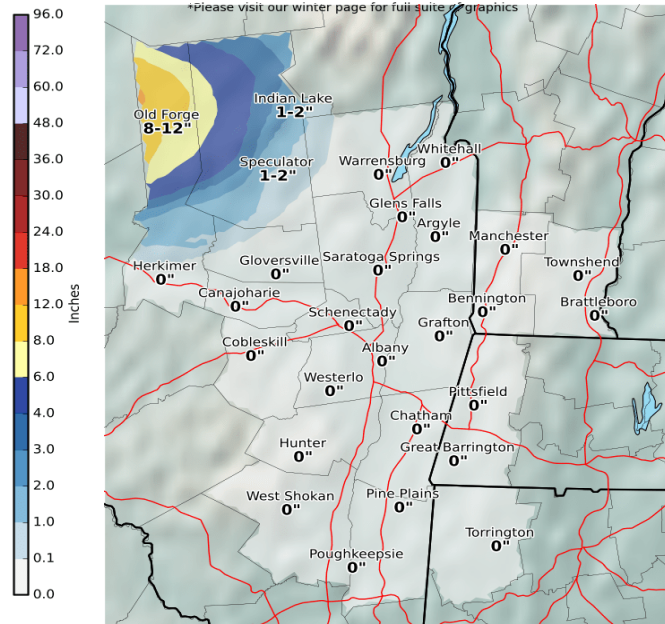 *Please visit our winter page for full suite of graphics
96.0
72.0
60.0
48.0
36.0
30.0
24.0
18.0
12.0
8.0
6.0
4.0
3.0
2.0
1.0
0.1
0.0
Inches
Old Forge
8-12"
Indian Lake
1-2"
Speculator
1-2"
Warrensburg
0"
Whitehall
0"
Glens Falls
0"
Argyle
0"
Manchester
0"
Herkimer
0"
Gloversville
0"
Saratoga Springs
0"
Townshend
0"
Canajoharie
0"
Schenectady
0"
Bennington
0"
Brattleboro
0"
Grafton
0"
Cobleskill
0"
Albany
0"
Westerlo
0"
Pittsfield
0"
Chatham
0"
Hunter
0"
Great Barrington
0"
West Shokan
0"
Pine Plains
0"
Torrington
0"
Poughkeepsie
0"